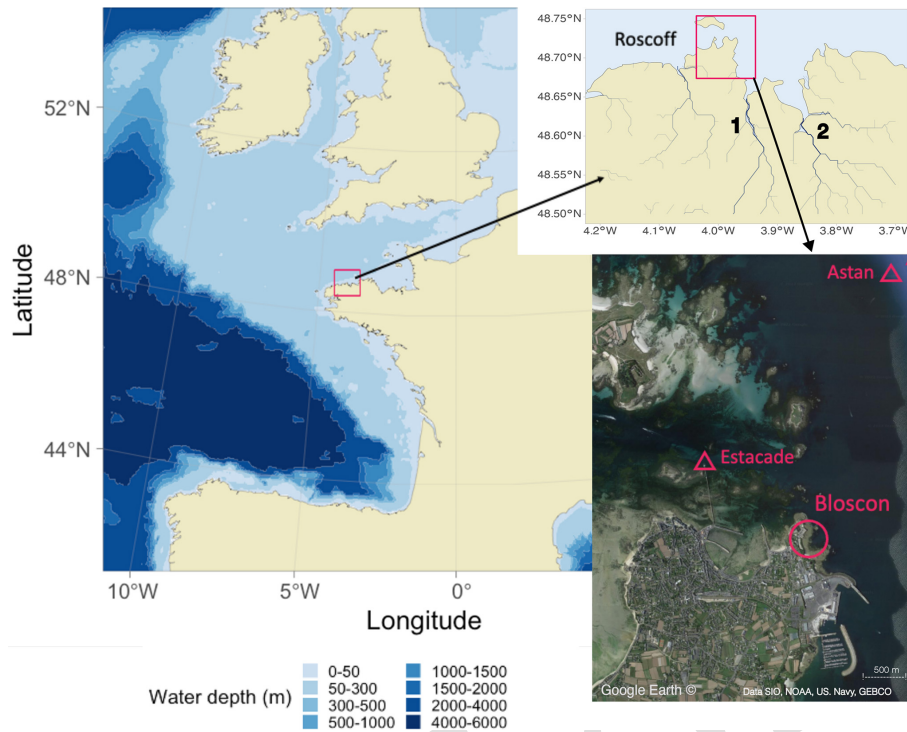 52°N
48°N
44°N
Latitude
10°W
5°W
0°
Longitude
Water depth (m)
0-50
50-300
300-500
500-1000
1000-1500
1500-2000
2000-4000
4000-6000
48.75°N
48.70°N
48.65°N
48.60°N
48.55°N
48.50°N
Roscoff
1
2
4.2°W
4.1°W
4.0°W
3.9°W
3.8°W
3.7°W
Astan
Estacade
Bloscon
500 m
Google Earth ©
Data SIO, NOAA, US. Navy, GEBCO